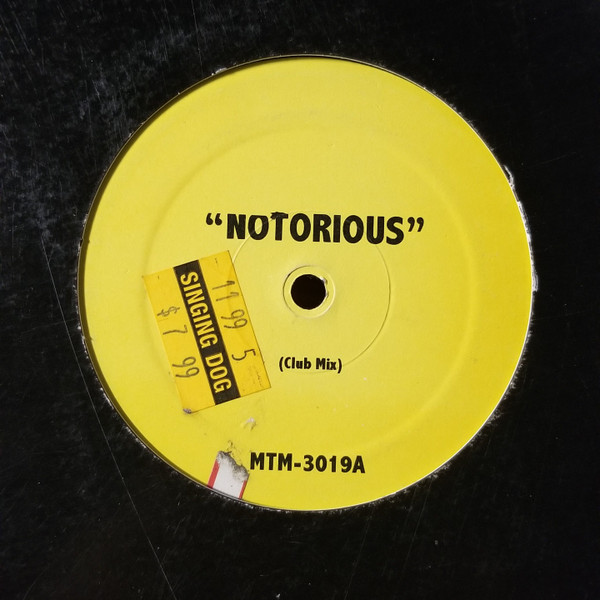 “NOTORIOUS”
11 99 5
SINGING DOG
$7 99
(Club Mix)
MTM-3019A